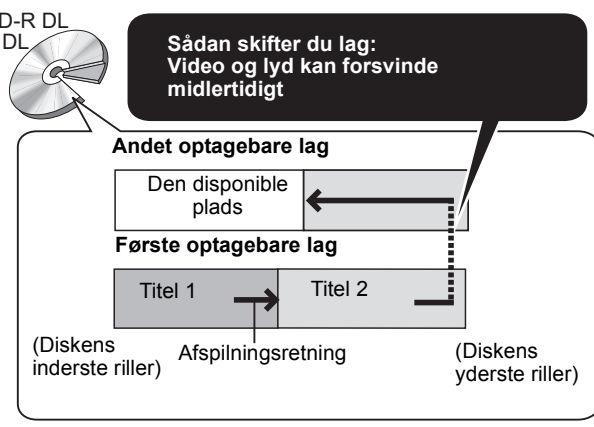 D-R DL
DL
Sådan skifter du lag:
Video og lyd kan forsvinde
midlertidigt
Andet optagebare lag
Den disponible
plads
Første optagebare lag
Titel 1
Titel 2
(Diskens
inderste riller)
Afspilningsretning
(Diskens
yderste riller)